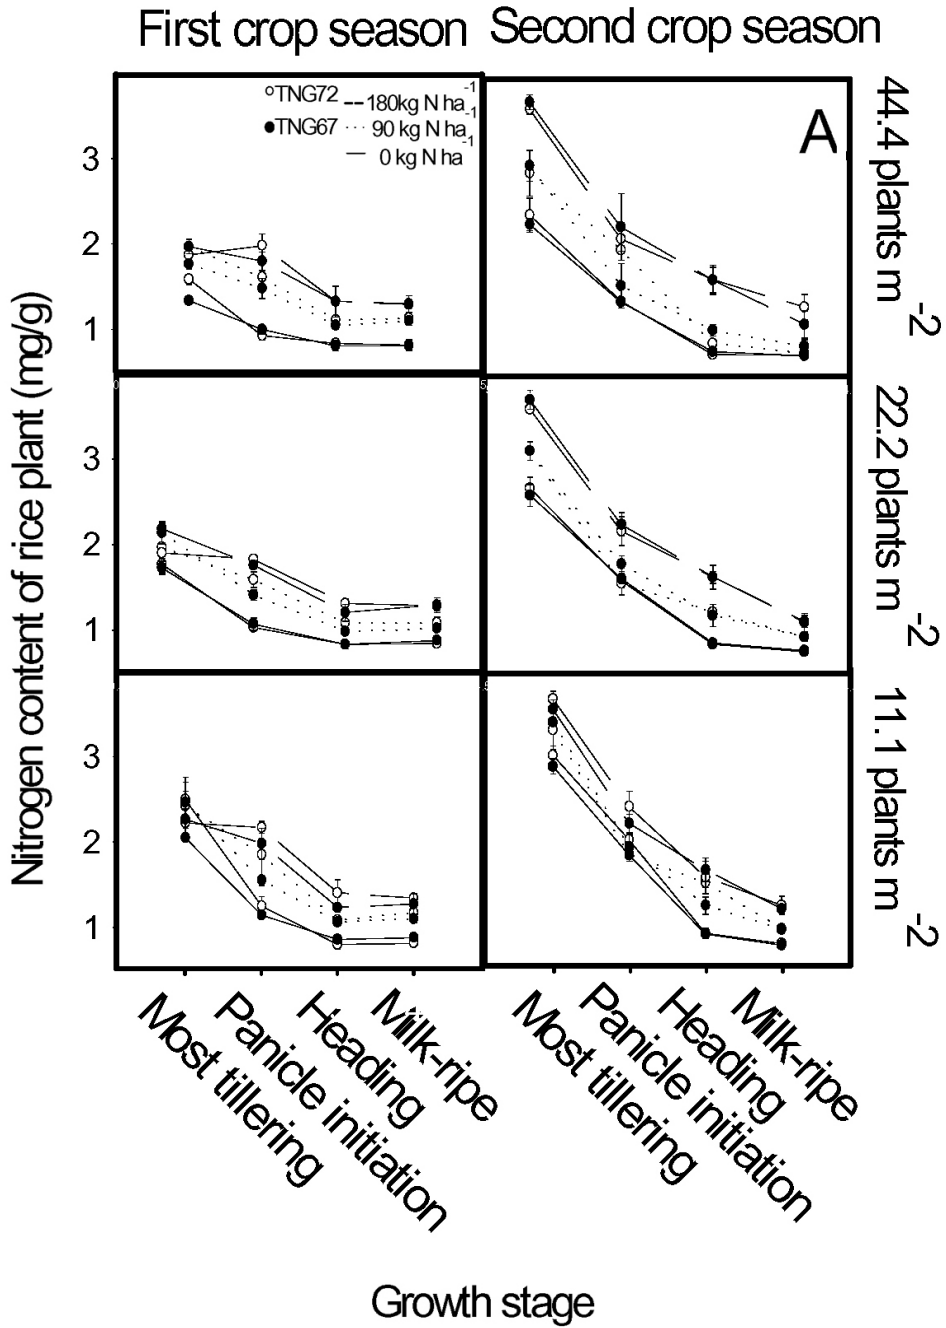 First crop season Second crop season
○TNG72 --180kg N ha-1
●TNG67 ··· 90 kg N ha-1
— 0 kg N ha-1
A
44.4 plants m-2
22.2 plants m-2
11.1 plants m-2
Nitrogen content of rice plant (mg/g)
3
2
1
3
2
1
3
2
1
Most tillering
Panicle initiation
Heading
Milk-ripe
Most tillering
Panicle initiation
Heading
Milk-ripe
Growth stage